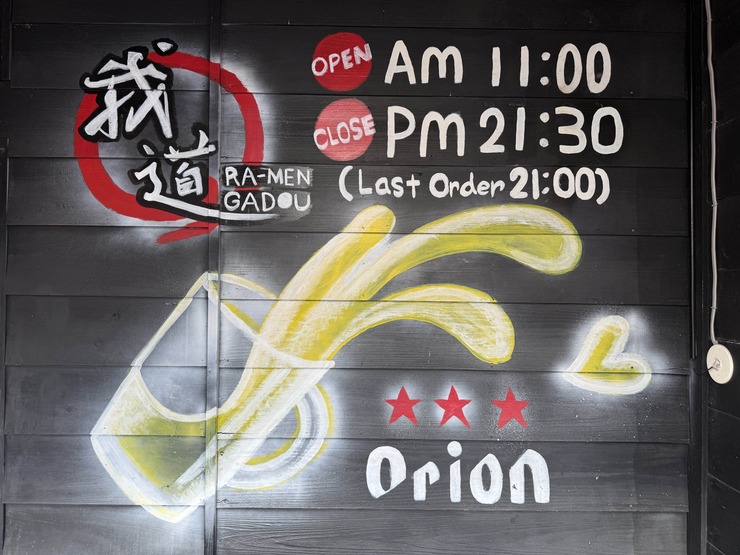 我道
RA-MEN
GADOU
OPEN Am 11:00
CLOSE Pm 21:30
(Last Order 21:00)
Orion